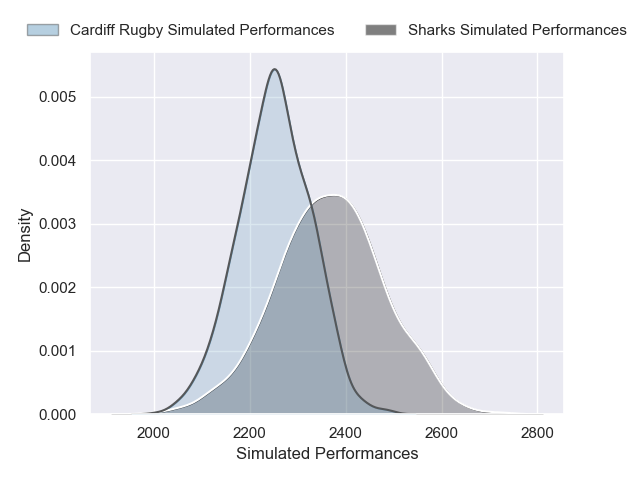 Cardiff Rugby Simulated Performances
Sharks Simulated Performances
Density
0.005
0.004
0.003
0.002
0.001
0.000
2000
2200
2400
2600
2800
Simulated Performances